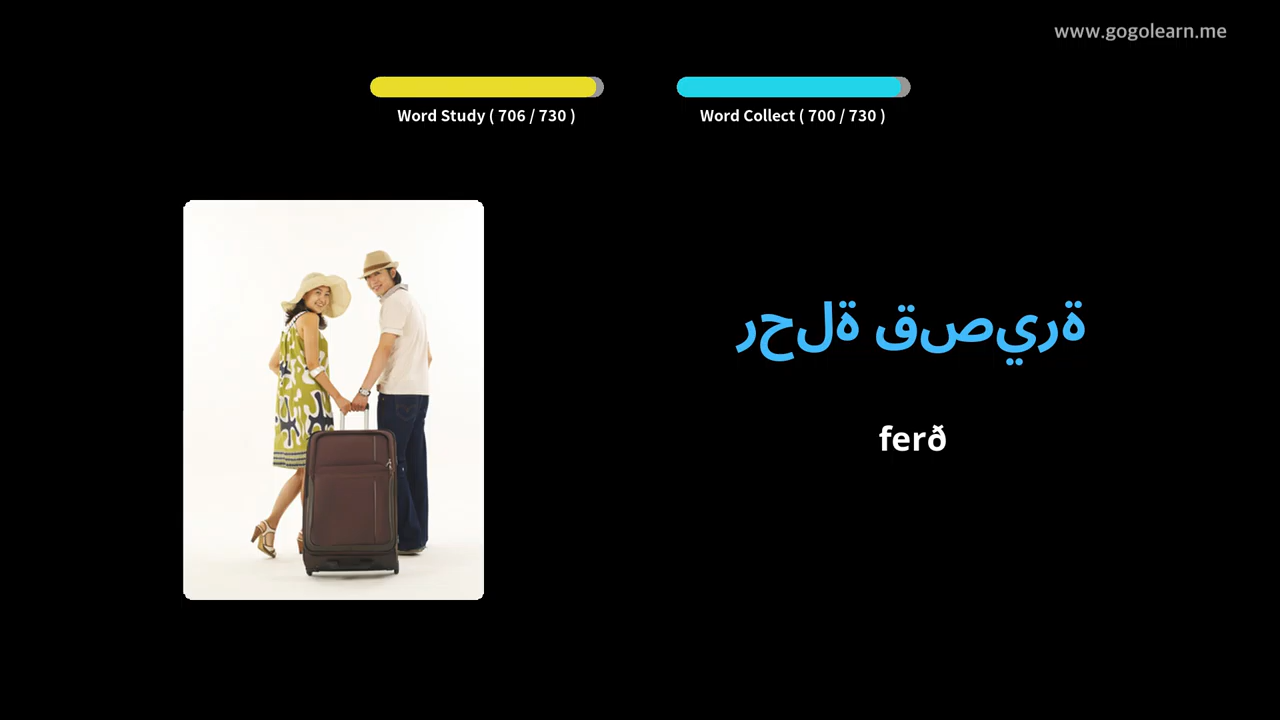 www.gogolearn.me
Word Study ( 706 / 730 )
Word Collect ( 700 / 730 )
رحلة قصيرة
ferð